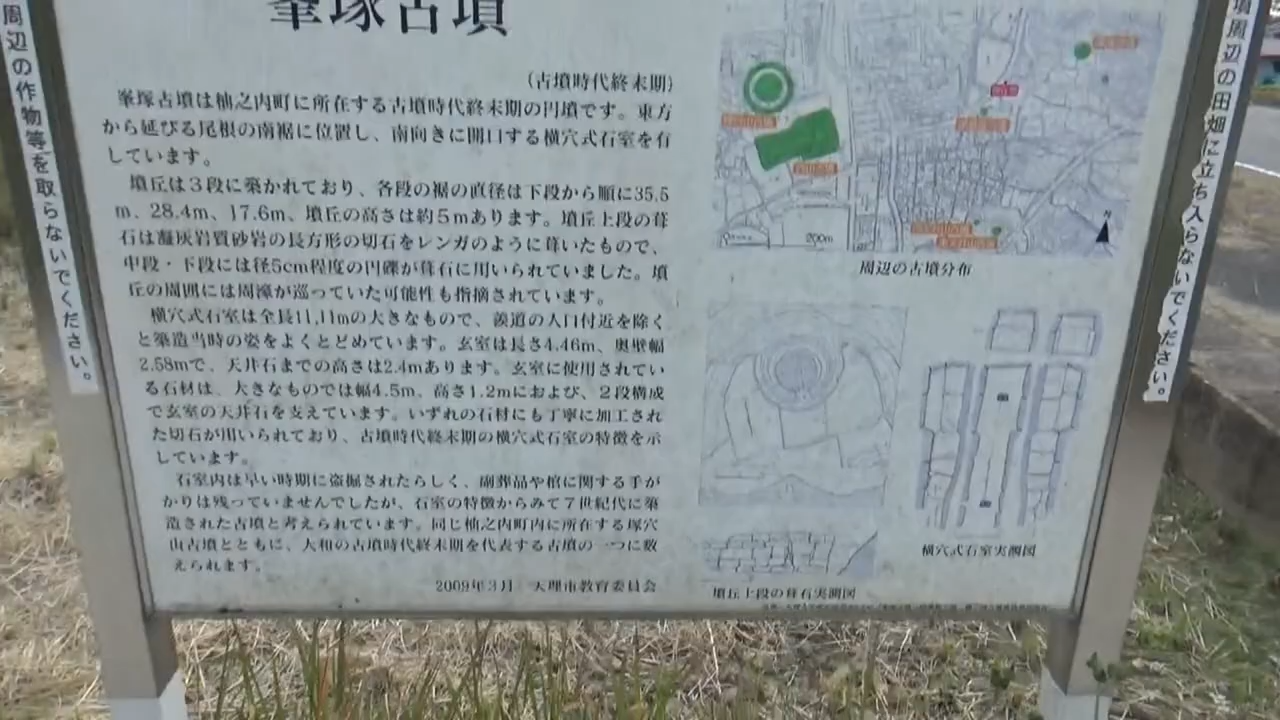 峯塚古墳
(古墳時代終末期)
峯塚古墳は杣之内町に所在する古墳時代終末期の円墳です。東方
から延びる尾根の南裾に位置し、南向きに開口する横穴式石室を有
しています。
墳丘は3段に築かれており、各段の裾の直径は下段から順に35.5
m、28.4m、17.6m、墳丘の高さは約5mあります。墳丘上段の葺
石は凝灰岩質砂岩の長方形の切石をレンガのように葺いたもので、
中段・下段には径5cm程度の円礫が葺石に用いられていました。墳
丘の周囲には周濠が巡っていた可能性も指摘されています。
横穴式石室は全長11.11mの大きなもので、羨道の入口付近を除く
と築造当時の姿をよくとどめています。玄室は長さ4.46m、奥壁幅
2.58mで、天井石までの高さは2.4mあります。玄室に使用されてい
る石材は、大きなものでは幅4.5m、高さ1.2mにおよび、2段構成
で玄室の天井石を支えています。いずれの石材にも丁寧に加工され
た切石が用いられており、古墳時代終末期の横穴式石室の特徴を示
しています。
石室内は早い時期に盗掘されたらしく、副葬品や棺に関する手が
かりは残っていませんでしたが、石室の特徴からみて7世紀代に築
造された古墳と考えられています。同じ杣之内町内に所在する塚穴
山古墳とともに、大和の古墳時代終末期を代表する古墳の一つに数
えられます。
2009年3月 天理市教育委員会
200m
N
周辺の古墳分布
横穴式石室実測図
墳丘上段の葺石実測図
周辺の作物等を取らないでください。
墳周辺の田畑に立ち入らないでください。